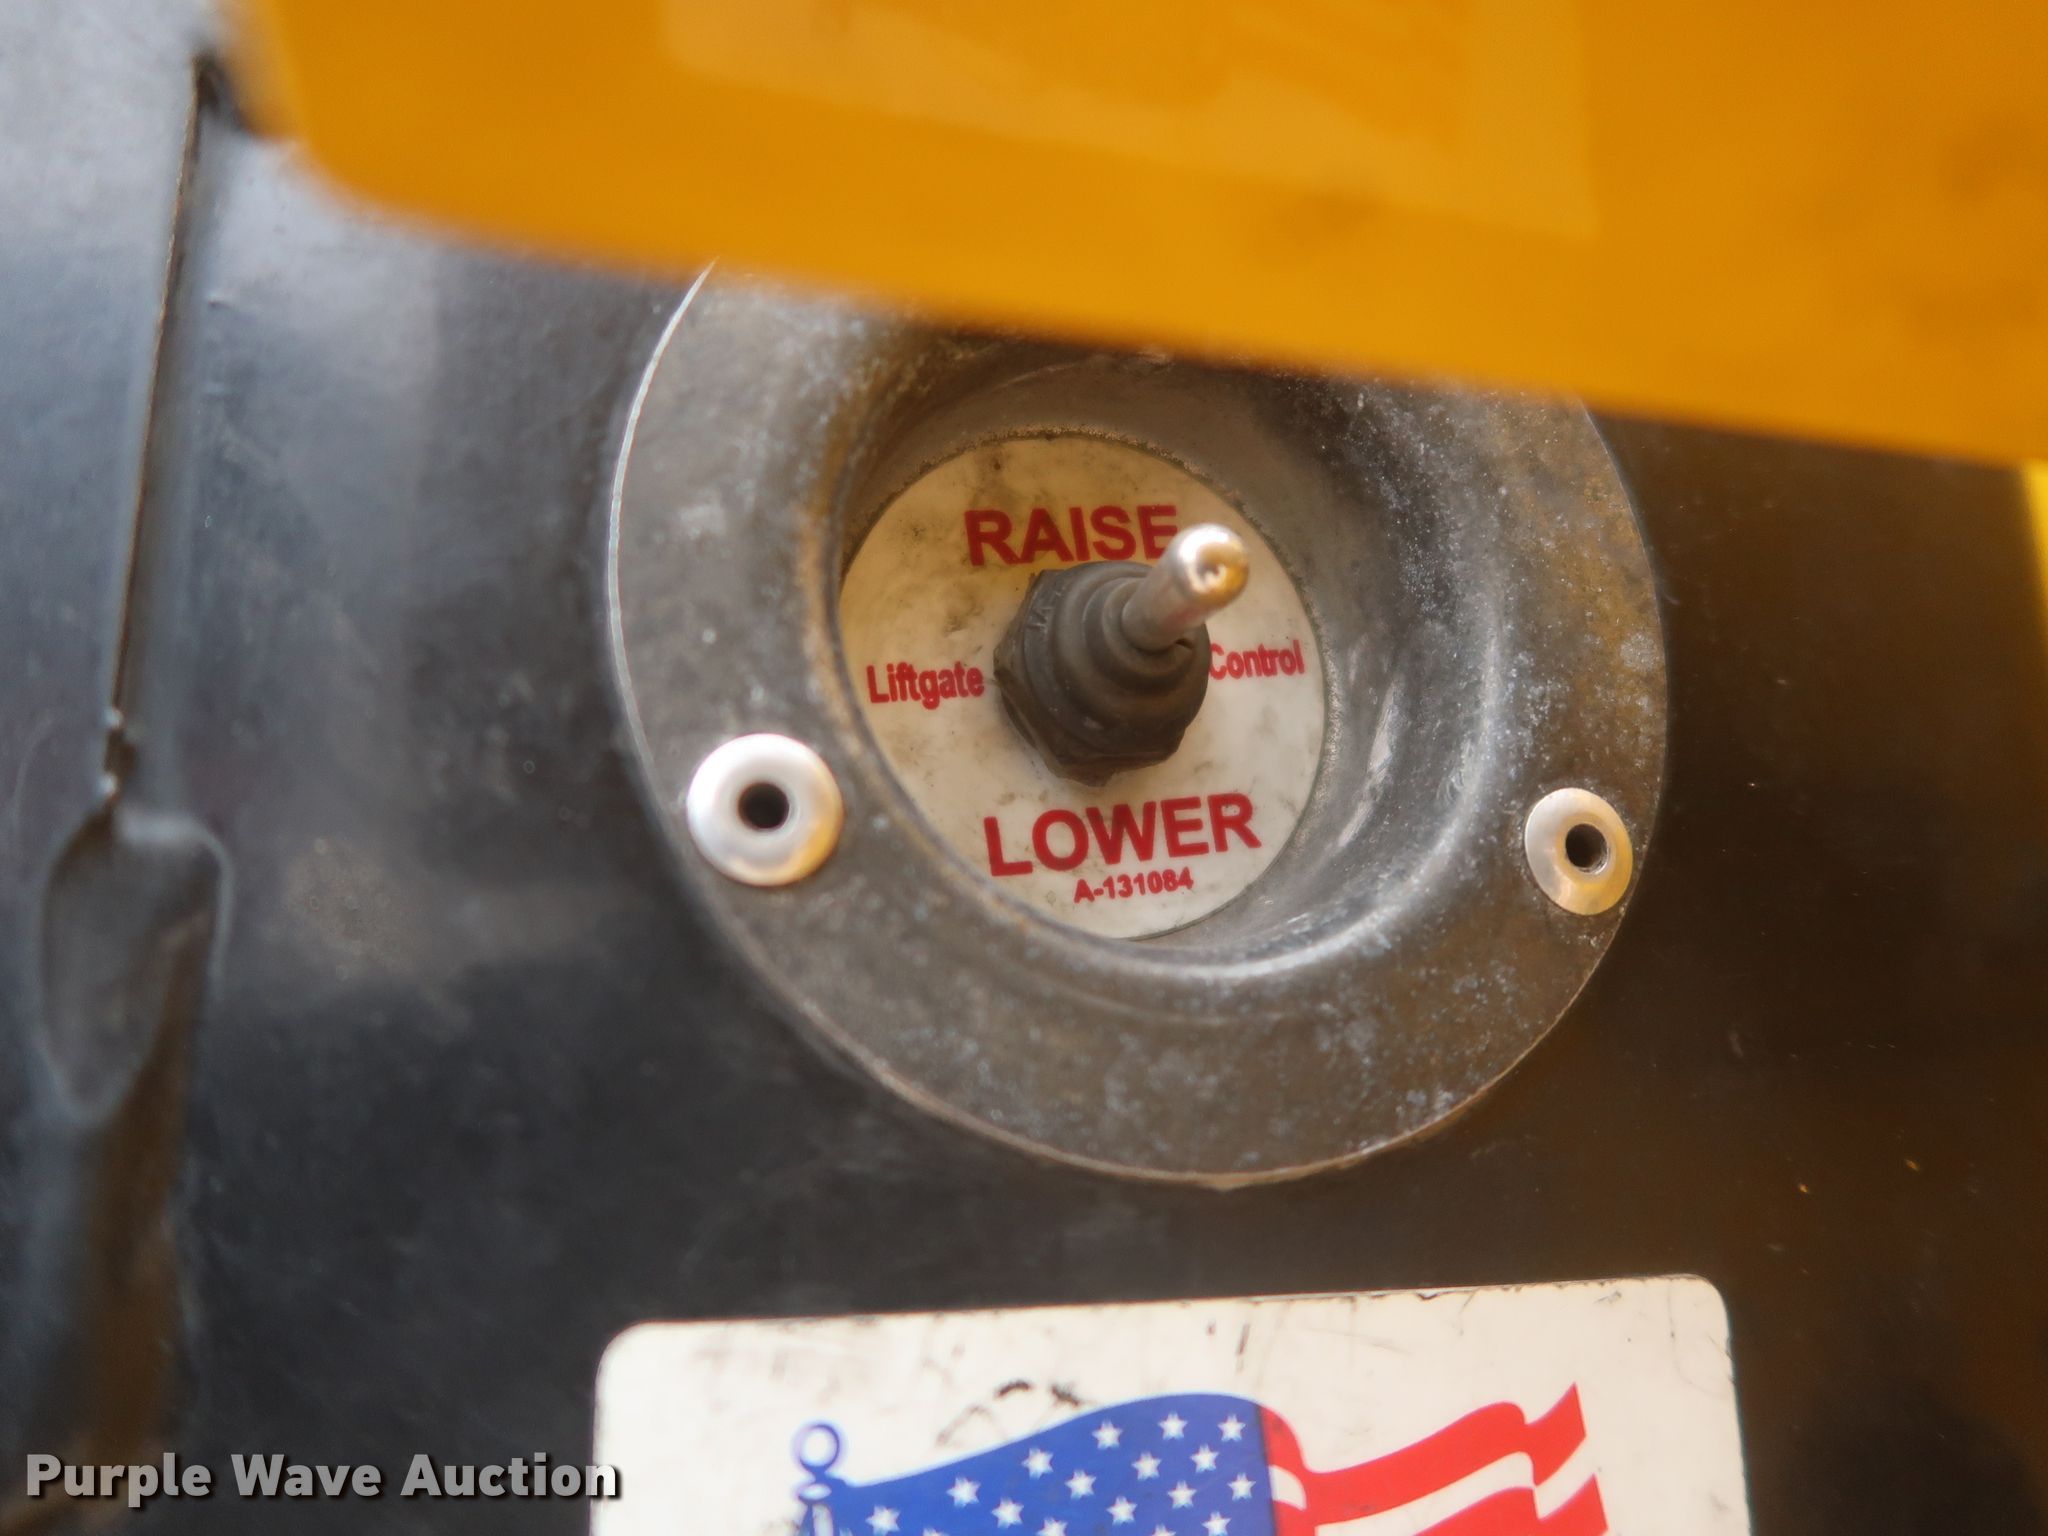 RAISE
Liftgate Control
LOWER
A-131084
Purple Wave Auction